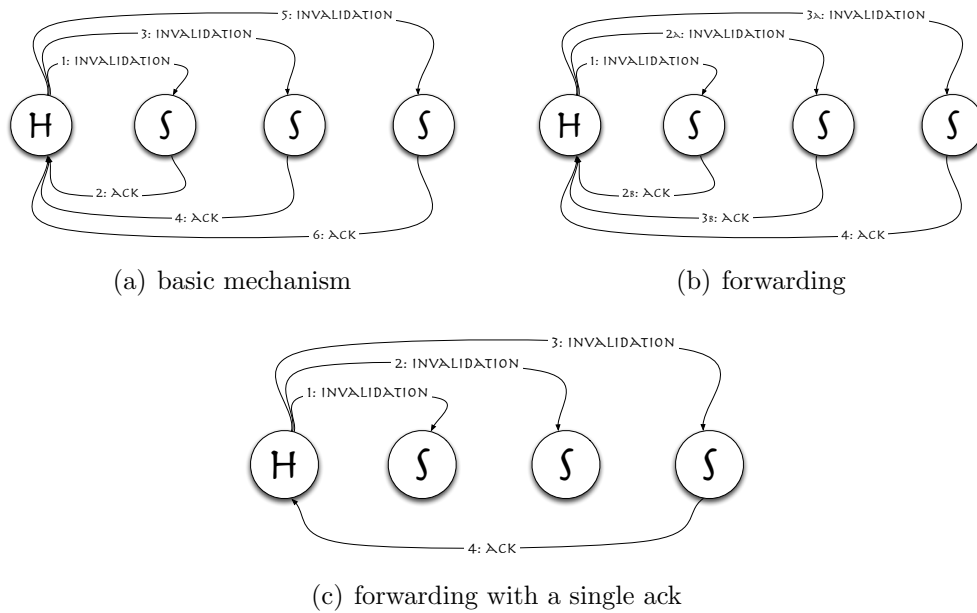 5: INVALIDATION
3: INVALIDATION
1: INVALIDATION
H S S S
2: ACK
4: ACK
6: ACK
(a) basic mechanism
3A: INVALIDATION
2A: INVALIDATION
1: INVALIDATION
H S S S
2B: ACK
3B: ACK
4: ACK
(b) forwarding
3: INVALIDATION
2: INVALIDATION
1: INVALIDATION
H S S S
4: ACK
(c) forwarding with a single ack